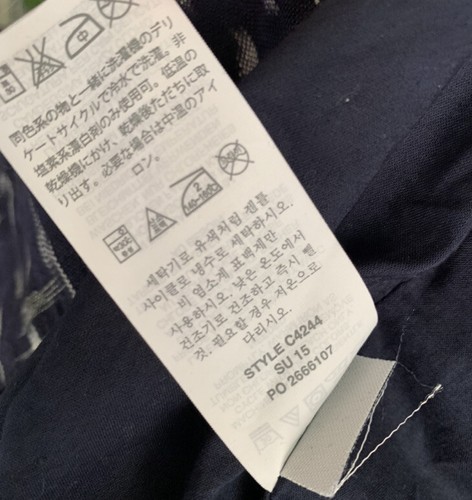 同色系の物と一緒に洗濯機のデリ
ケートサイクルで冷水で洗濯。非
塩素系漂白剤のみ使用可。低温の
乾燥機にかけ、乾燥後ただちに取
り出す。必要な場合は中温のアイ
ロン。
2
세탁기로 유색처럼 제품
사이클로 냉수로 세탁하시오.
비 염소계 표백제만
사용하시오. 낮은 온도에서
건조기로 건조하고 즉시 뺄
것. 필요할 경우 저온으로
다리시오.
STYLE C4244
SU 15
PO 2666107